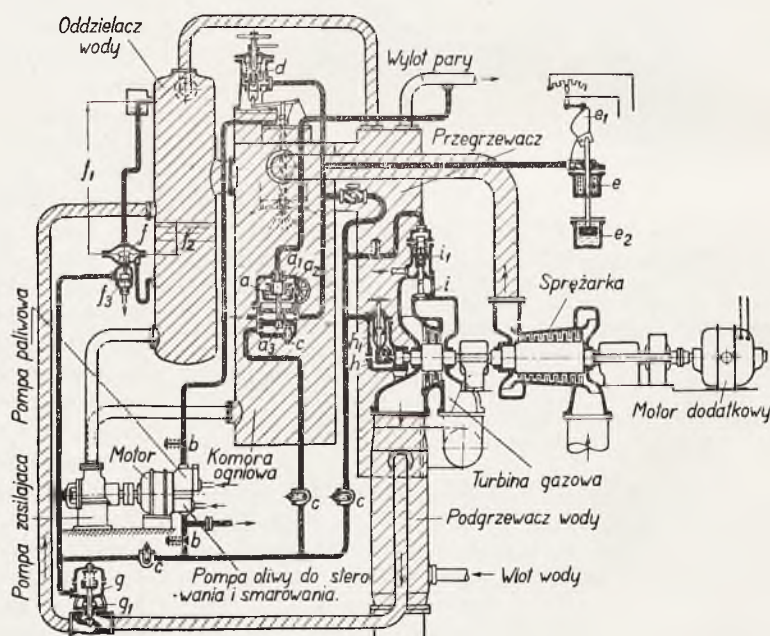 Oddzielacz
wody
d
Wylot pary
Przegrzewacz
e₁
e
e₂
f₁
f
f₂
f₃
a₁
a₂
a
a₃
c
i₁
i
h₁
h
Sprężarka
Motor dodatkowy
Turbina gazowa
Podgrzewacz wody
Wlot wody
Komora
ogniowa
Motor
b
b
c
c
c
g
g₁
Pompa oliwy do stero
-wania i smarowania.
Pompa zasilająca
Pompa paliwowa